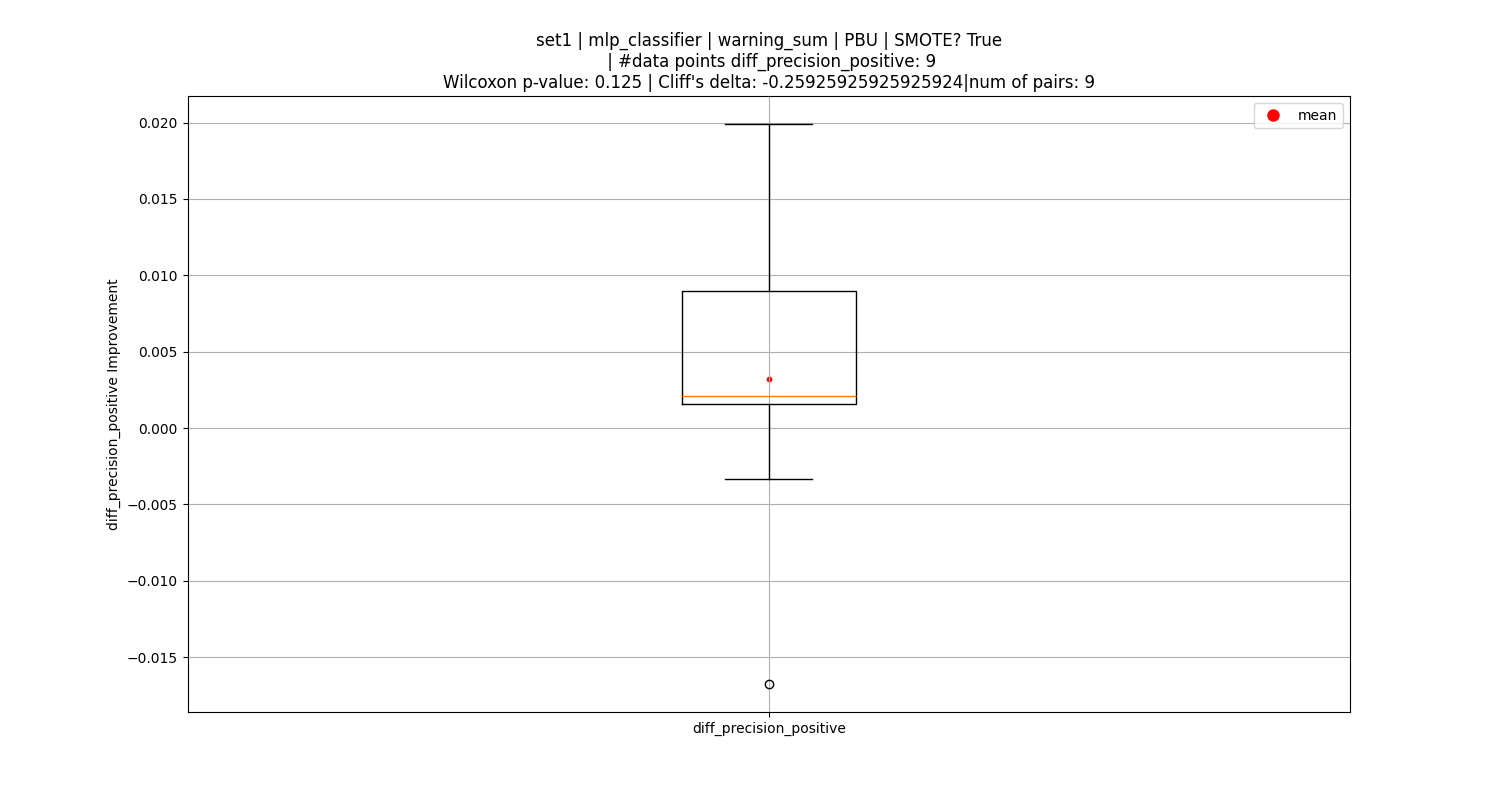 set1 | mlp_classifier | warning_sum | PBU | SMOTE? True
| #data points diff_precision_positive: 9
Wilcoxon p-value: 0.125 | Cliff's delta: -0.25925925925925924|num of pairs: 9
mean
0.020
0.015
0.010
0.005
0.000
−0.005
−0.010
−0.015
diff_precision_positive Improvement
diff_precision_positive